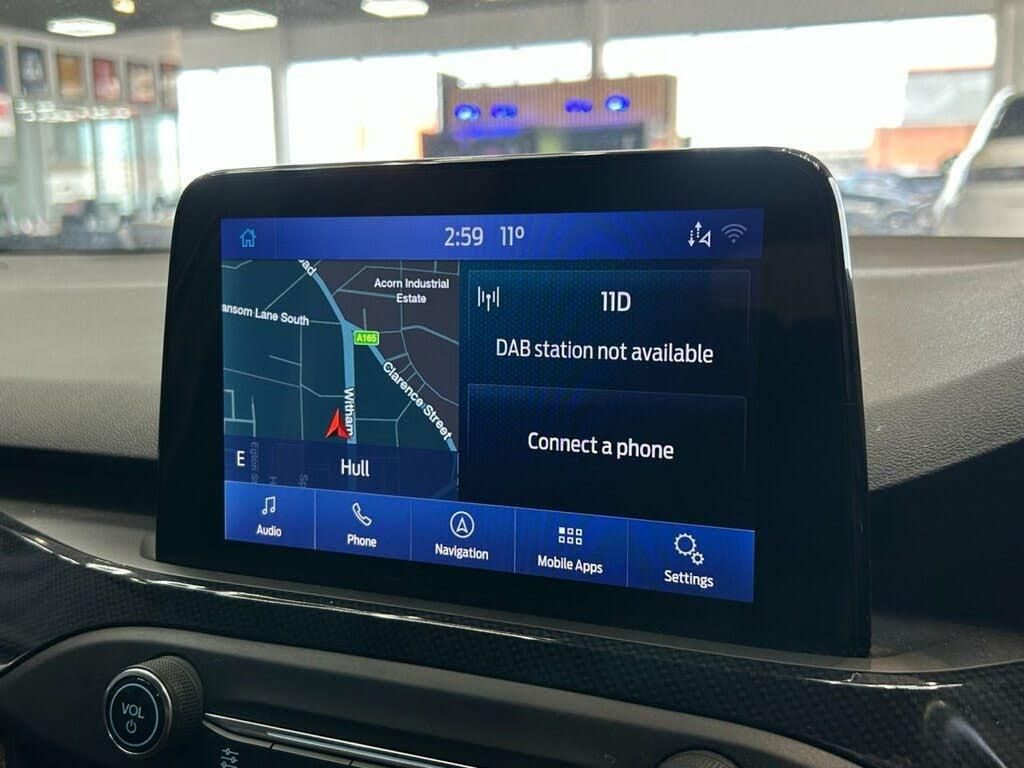 2:59 11°
ad
Acorn Industrial
Estate
ansom Lane South
A165
Clarence Street
Witham
E
Hull
11D
DAB station not available
Connect a phone
Audio
Phone
Navigation
Mobile Apps
Settings
VOL